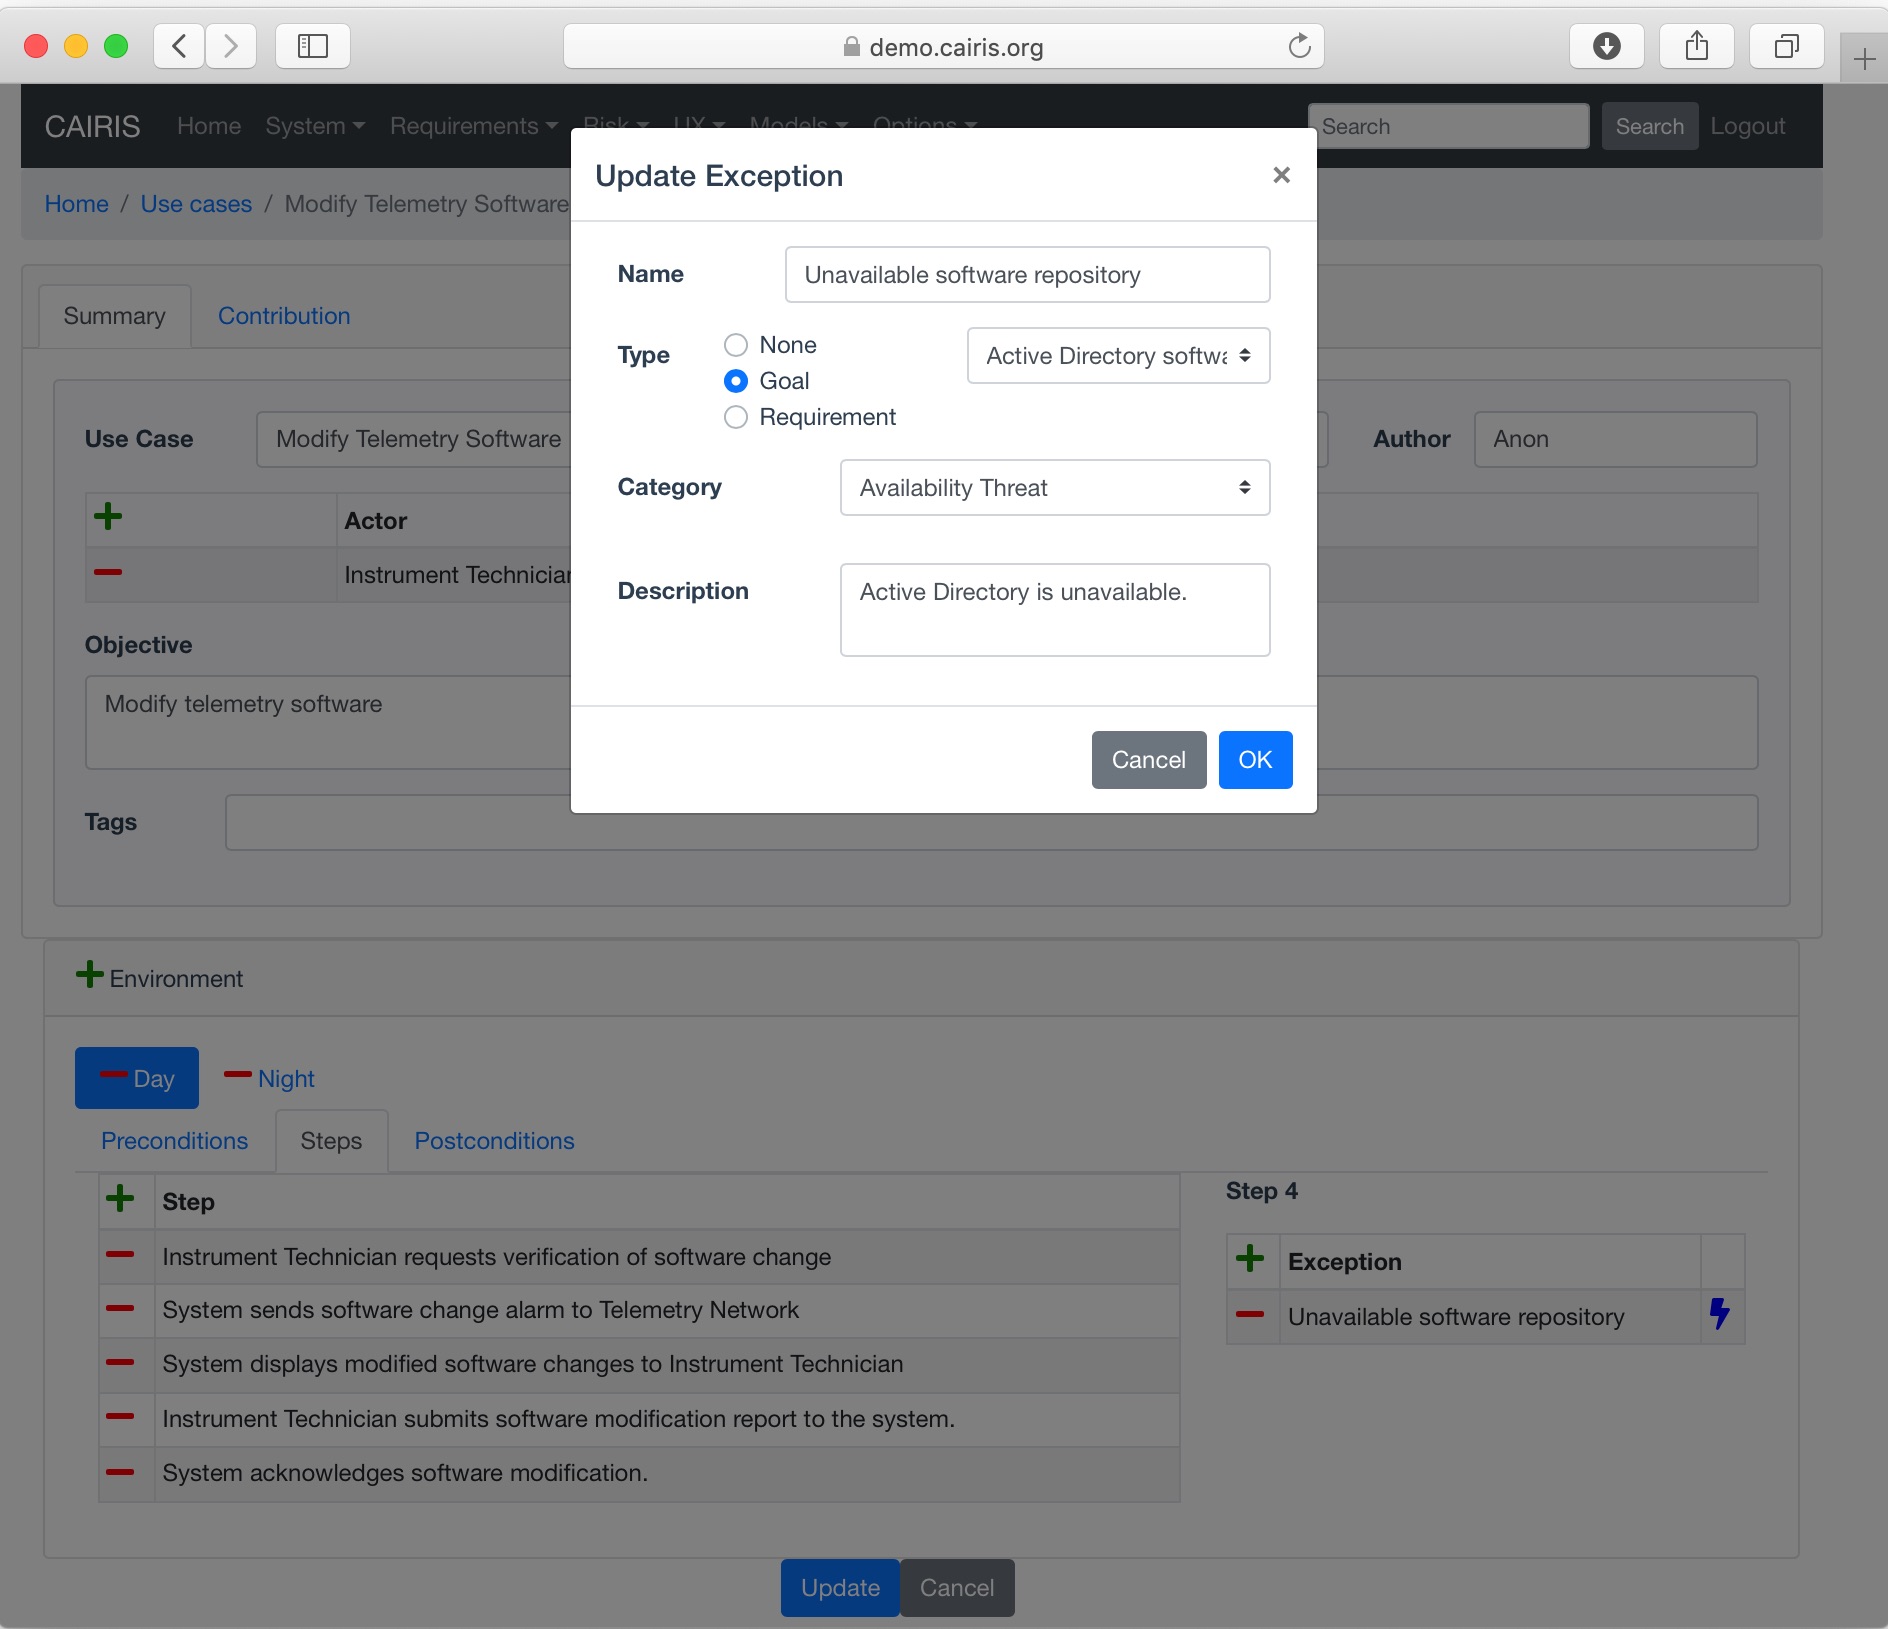 demo.cairis.org
CAIRIS Home System Requirements Risk UX Models Options Search Search Logout
Home / Use cases / Modify Telemetry Software
Update Exception ×
Name Unavailable software repository
Type None Active Directory softwa
Goal
Requirement
Category Availability Threat
Description Active Directory is unavailable.
Cancel OK
Summary Contribution
Use Case Modify Telemetry Software Author Anon
Actor
Instrument Technician
Objective
Modify telemetry software
Tags
Environment
Day Night
Preconditions Steps Postconditions
Step
Instrument Technician requests verification of software change
System sends software change alarm to Telemetry Network
System displays modified software changes to Instrument Technician
Instrument Technician submits software modification report to the system.
System acknowledges software modification.
Step 4
Exception
Unavailable software repository
Update Cancel